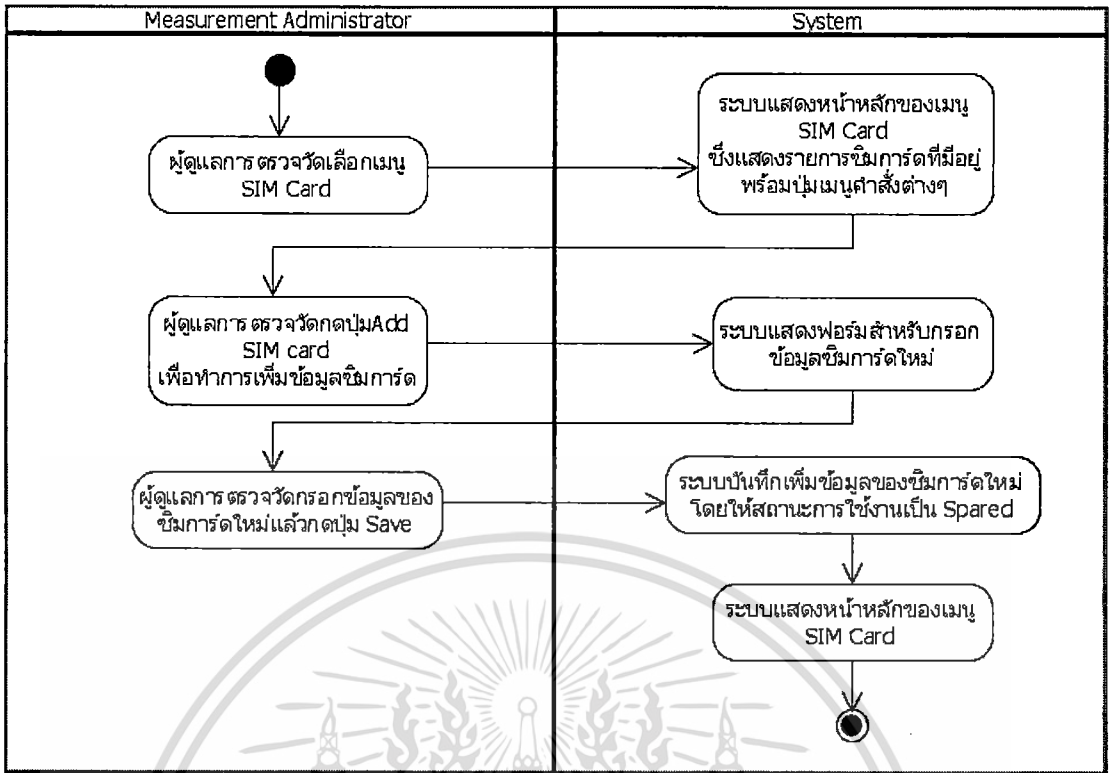 Measurement Administrator
System
ผู้ดูแลการตรวจวัดเลือกเมนู
SIM Card
ระบบแสดงหน้าหลักของเมนู
SIM Card
ซึ่งแสดงรายการซิมการ์ดที่มีอยู่
พร้อมปุ่มเมนูคำสั่งต่างๆ
ผู้ดูแลการตรวจวัดกดปุ่มAdd
SIM card
เพื่อทำการเพิ่มข้อมูลซิมการ์ด
ระบบแสดงฟอร์มสำหรับกรอก
ข้อมูลซิมการ์ดใหม่
ผู้ดูแลการตรวจวัดกรอกข้อมูลของ
ซิมการ์ดใหม่แล้วกดปุ่ม Save
ระบบบันทึกเพิ่มข้อมูลของซิมการ์ดใหม่
โดยให้สถานะการใช้งานเป็น Spared
ระบบแสดงหน้าหลักของเมนู
SIM Card